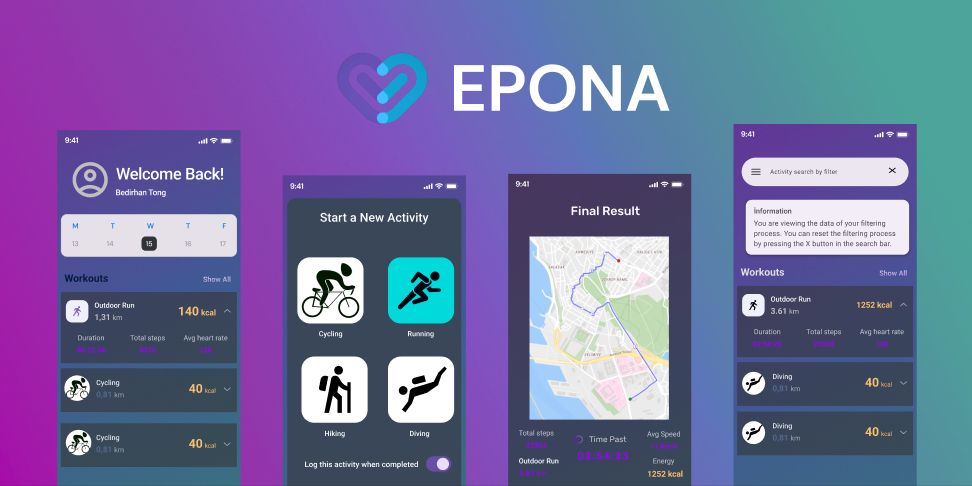 EPONA
9:41
Welcome Back!
Bedirhan Tong
M T W T F
13 14 15 16 17
Workouts Show All
Outdoor Run
1,31 km
140 kcal
Duration Total steps Avg heart rate
Cycling
0,81 km
40 kcal
Cycling
0,81 km
40 kcal
9:41
Start a New Activity
Cycling Running
Hiking Diving
Log this activity when completed
9:41
Final Result
Total steps
Time Past
Avg Speed
Outdoor Run
Energy
1252 kcal
9:41
Activity search by filter
Information
You are viewing the data of your filtering
process. You can reset the filtering process
by pressing the X button in the search bar.
Workouts Show All
Outdoor Run
3.61 km
1252 kcal
Duration Total steps Avg heart rate
Diving
0,81 km
40 kcal
Diving
0,81 km
40 kcal